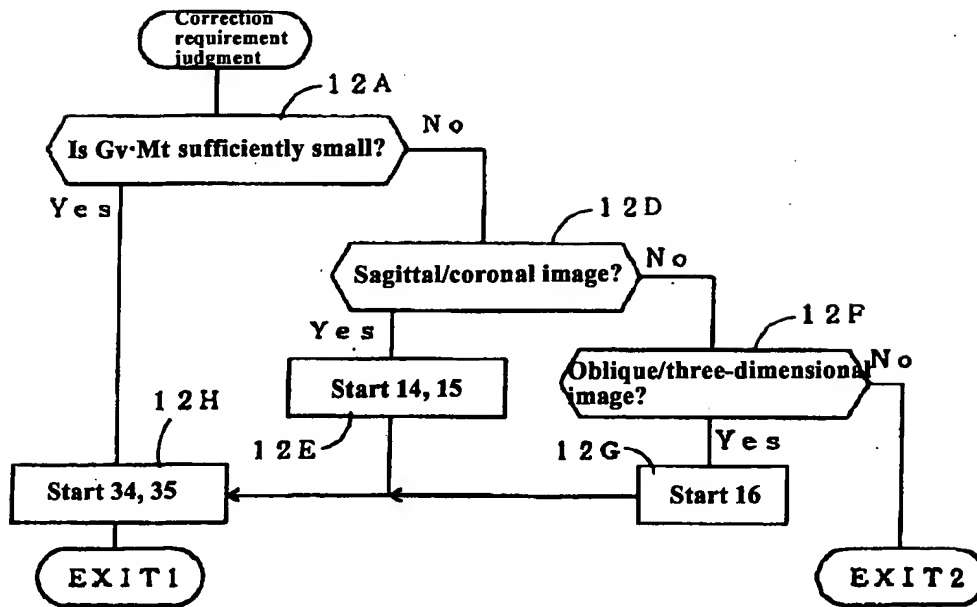 Correction
requirement
judgment
12A
Is Gv·Mt sufficiently small?
No
Yes
12D
Sagittal/coronal image?
No
Yes
12F
Oblique/three-dimensional
image?
No
Start 14, 15
12H
12E
12G
Yes
Start 34, 35
Start 16
EXIT1
EXIT2